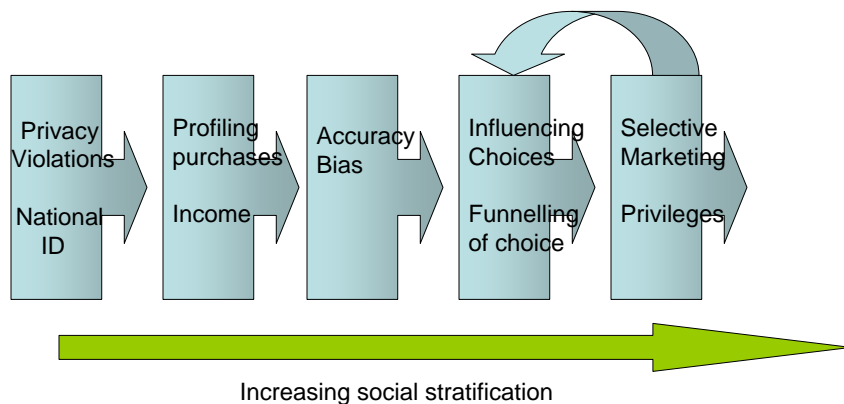 Privacy
Violations
National
ID
Profiling
purchases
Income
Accuracy
Bias
Influencing
Choices
Funnelling
of choice
Selective
Marketing
Privileges
Increasing social stratification